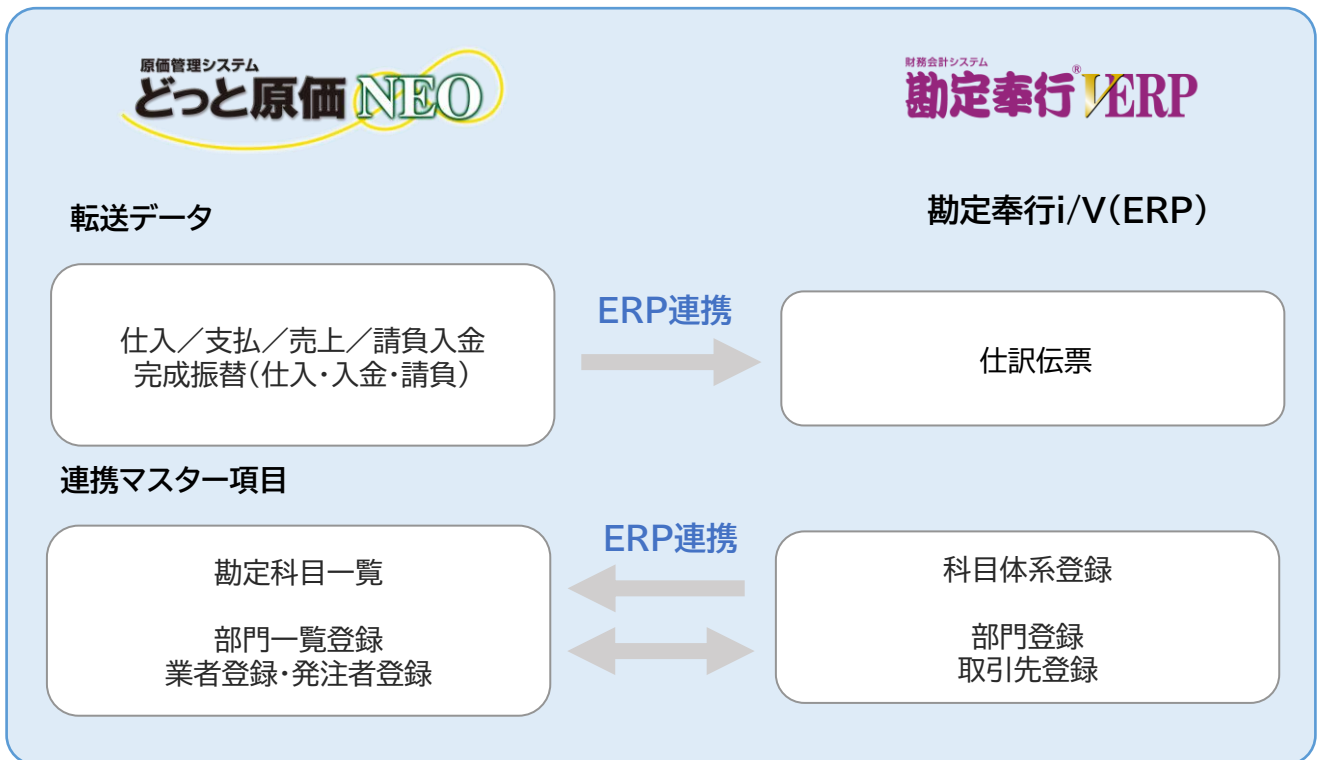 原価管理システム
どっと原価NEO
財務会計システム
勘定奉行® VERP
転送データ
勘定奉行i/V(ERP)
仕入／支払／売上／請負入金
完成振替(仕入・入金・請負)
ERP連携
仕訳伝票
連携マスター項目
勘定科目一覧
部門一覧登録
業者登録・発注者登録
ERP連携
科目体系登録
部門登録
取引先登録